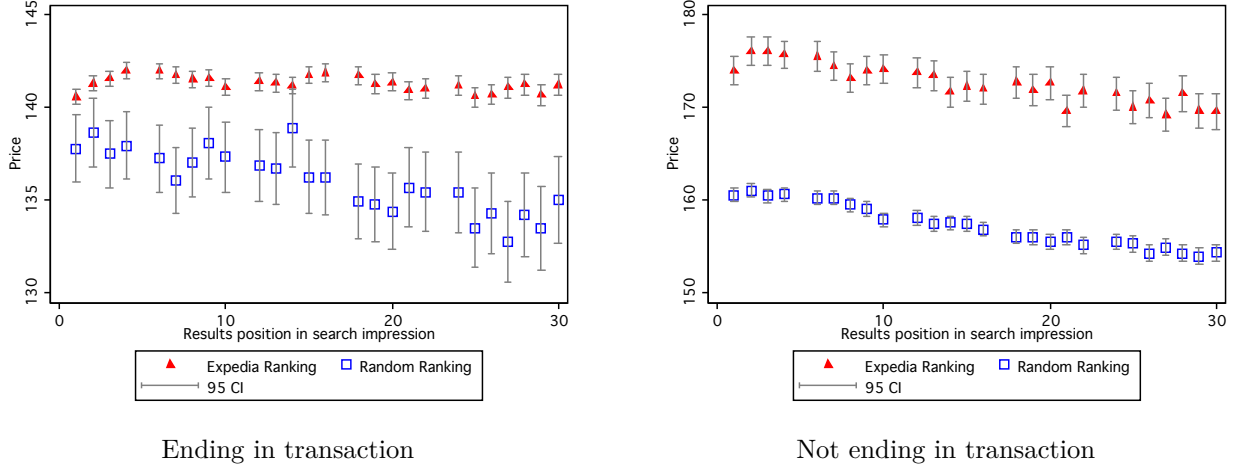 145
140
135
130
Price
0
10
20
30
Results position in search impression
Expedia Ranking
Random Ranking
95 CI
Ending in transaction
180
170
160
150
Price
0
10
20
30
Results position in search impression
Expedia Ranking
Random Ranking
95 CI
Not ending in transaction